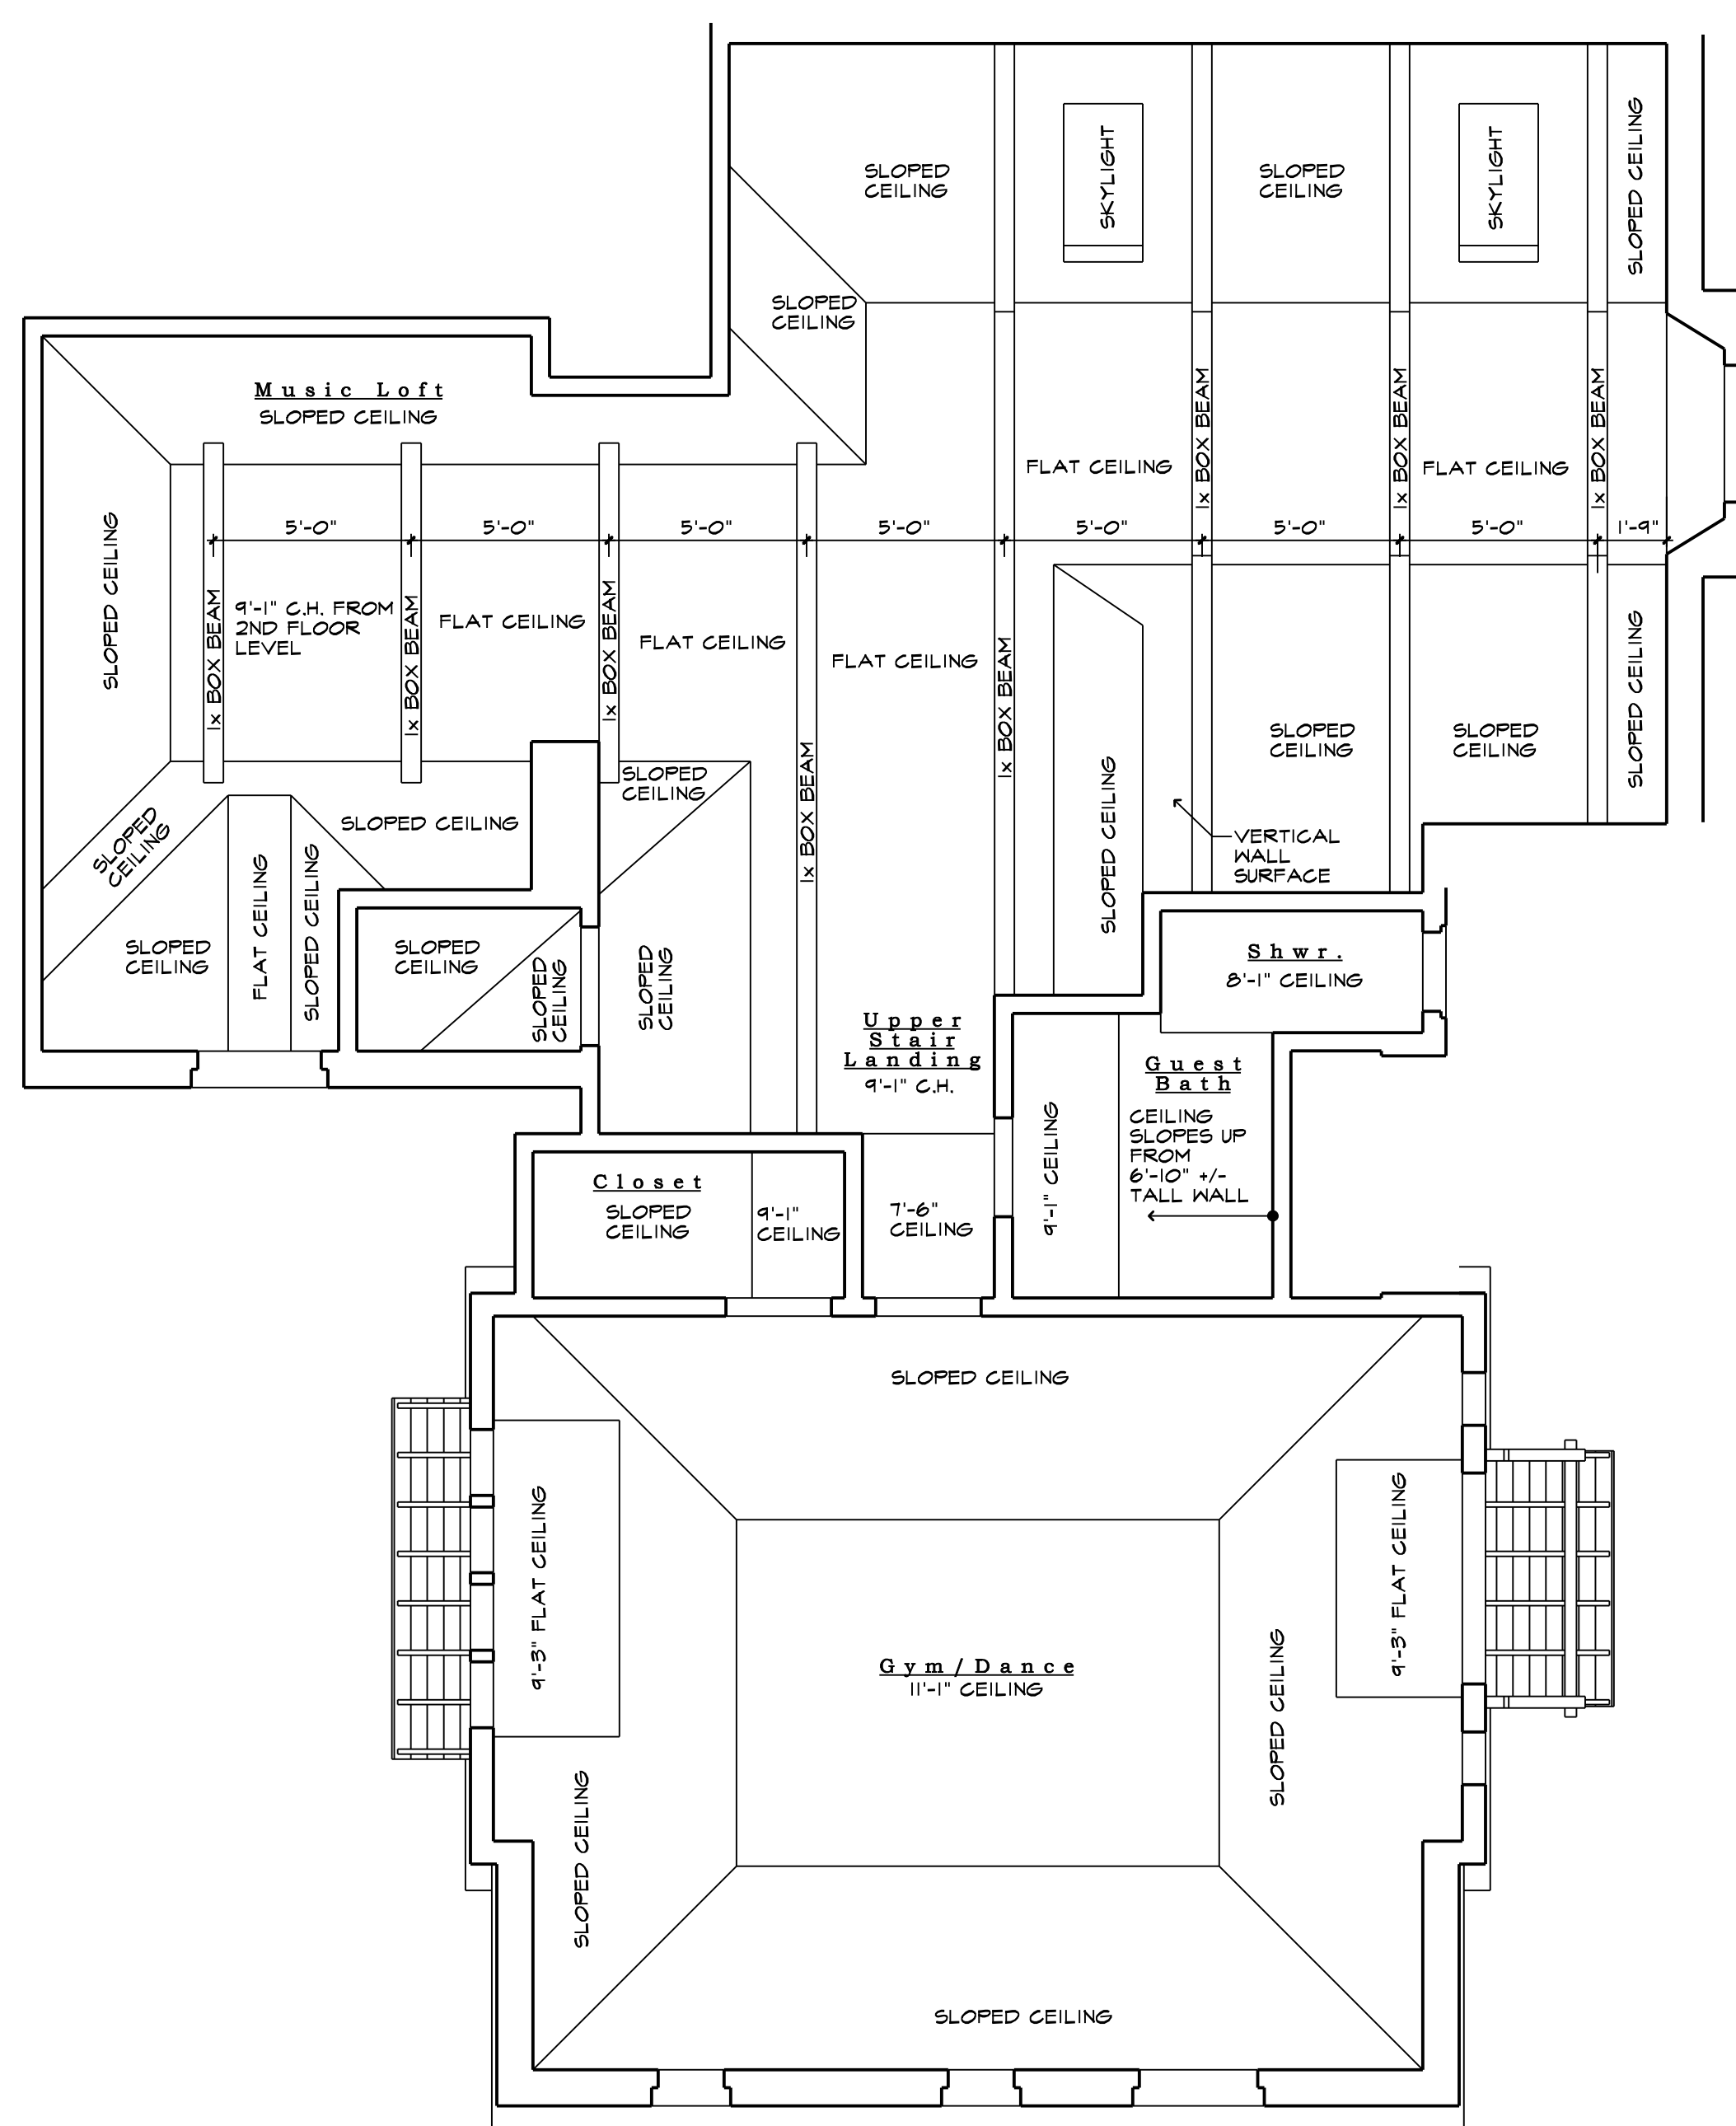 SLOPED
CEILING
SKYLIGHT
SLOPED
CEILING
SKYLIGHT
SLOPED CEILING
SLOPED
CEILING
Music Loft
SLOPED CEILING
1x BOX BEAM
1x BOX BEAM
1x BOX BEAM
FLAT CEILING
FLAT CEILING
5'-0"
5'-0"
5'-0"
5'-0"
5'-0"
5'-0"
5'-0"
1'-9"
SLOPED CEILING
1x BOX BEAM
9'-1" C.H. FROM
2ND FLOOR
LEVEL
1x BOX BEAM
FLAT CEILING
1x BOX BEAM
FLAT CEILING
FLAT CEILING
1x BOX BEAM
1x BOX BEAM
SLOPED
CEILING
SLOPED
CEILING
SLOPED CEILING
SLOPED
CEILING
SLOPED CEILING
SLOPED CEILING
VERTICAL
WALL
SURFACE
SLOPED
CEILING
SLOPED
CEILING
FLAT CEILING
SLOPED CEILING
SLOPED
CEILING
SLOPED
CEILING
SLOPED
CEILING
Shwr.
8'-1" CEILING
Upper
Stair
Landing
9'-1" C.H.
Guest
Bath
CEILING
SLOPES UP
FROM
6'-10" +/-
TALL WALL
9'-1" CEILING
Closet
SLOPED
CEILING
9'-1"
CEILING
7'-6"
CEILING
SLOPED CEILING
9'-3" FLAT CEILING
9'-3" FLAT CEILING
Gym/Dance
11'-1" CEILING
SLOPED CEILING
SLOPED CEILING
SLOPED CEILING